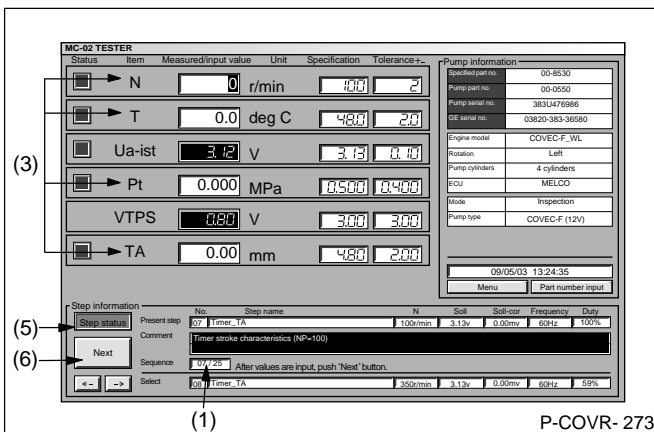 MC-02 TESTER
Status Item Measured/input value Unit Specification Tolerance+-
N 0 r/min 100 2
T 0.0 deg C 48.0 2.0
Ua-ist 3.12 V 3.13 0.10
(3)
Pt 0.000 MPa 0.500 0.400
VTPS 0.80 V 3.00 3.00
TA 0.00 mm 4.80 2.00
Pump information
Specified part no. 00-8530
Pump part no. 00-0550
Pump serial no. 383U476986
GE serial no. 03820-383-36580
Engine model COVEC-F_WL
Rotation Left
Pump cylinders 4 cylinders
ECU MELCO
Mode Inspection
Pump type COVEC-F (12V)
09/05/03 13:24:35
Menu Part number input
Step information
No. Step name N Soll Soll-cor Frequency Duty
(5) Step status Present step 07 Timer_TA 100r/min 3.13v 0.00mv 60Hz 100%
Comment Timer stroke characteristics (NP=100)
(6) Next
Sequence 07 / 25 After values are input, push 'Next' button.
<- -> Select 08 Timer_TA 350r/min 3.13v 0.00mv 60Hz 59%
(1)
P-COVR- 273